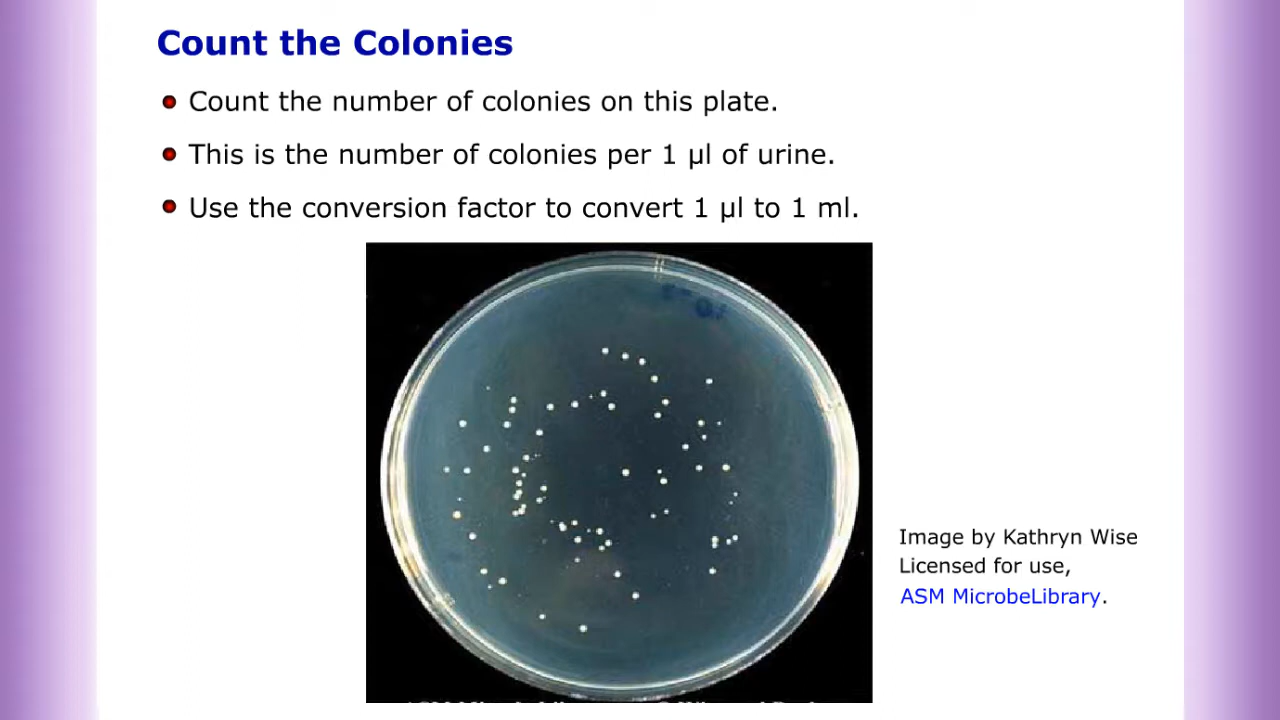 Count the Colonies
Count the number of colonies on this plate.
This is the number of colonies per 1 µl of urine.
Use the conversion factor to convert 1 µl to 1 ml.
Image by Kathryn Wise
Licensed for use,
ASM MicrobeLibrary.